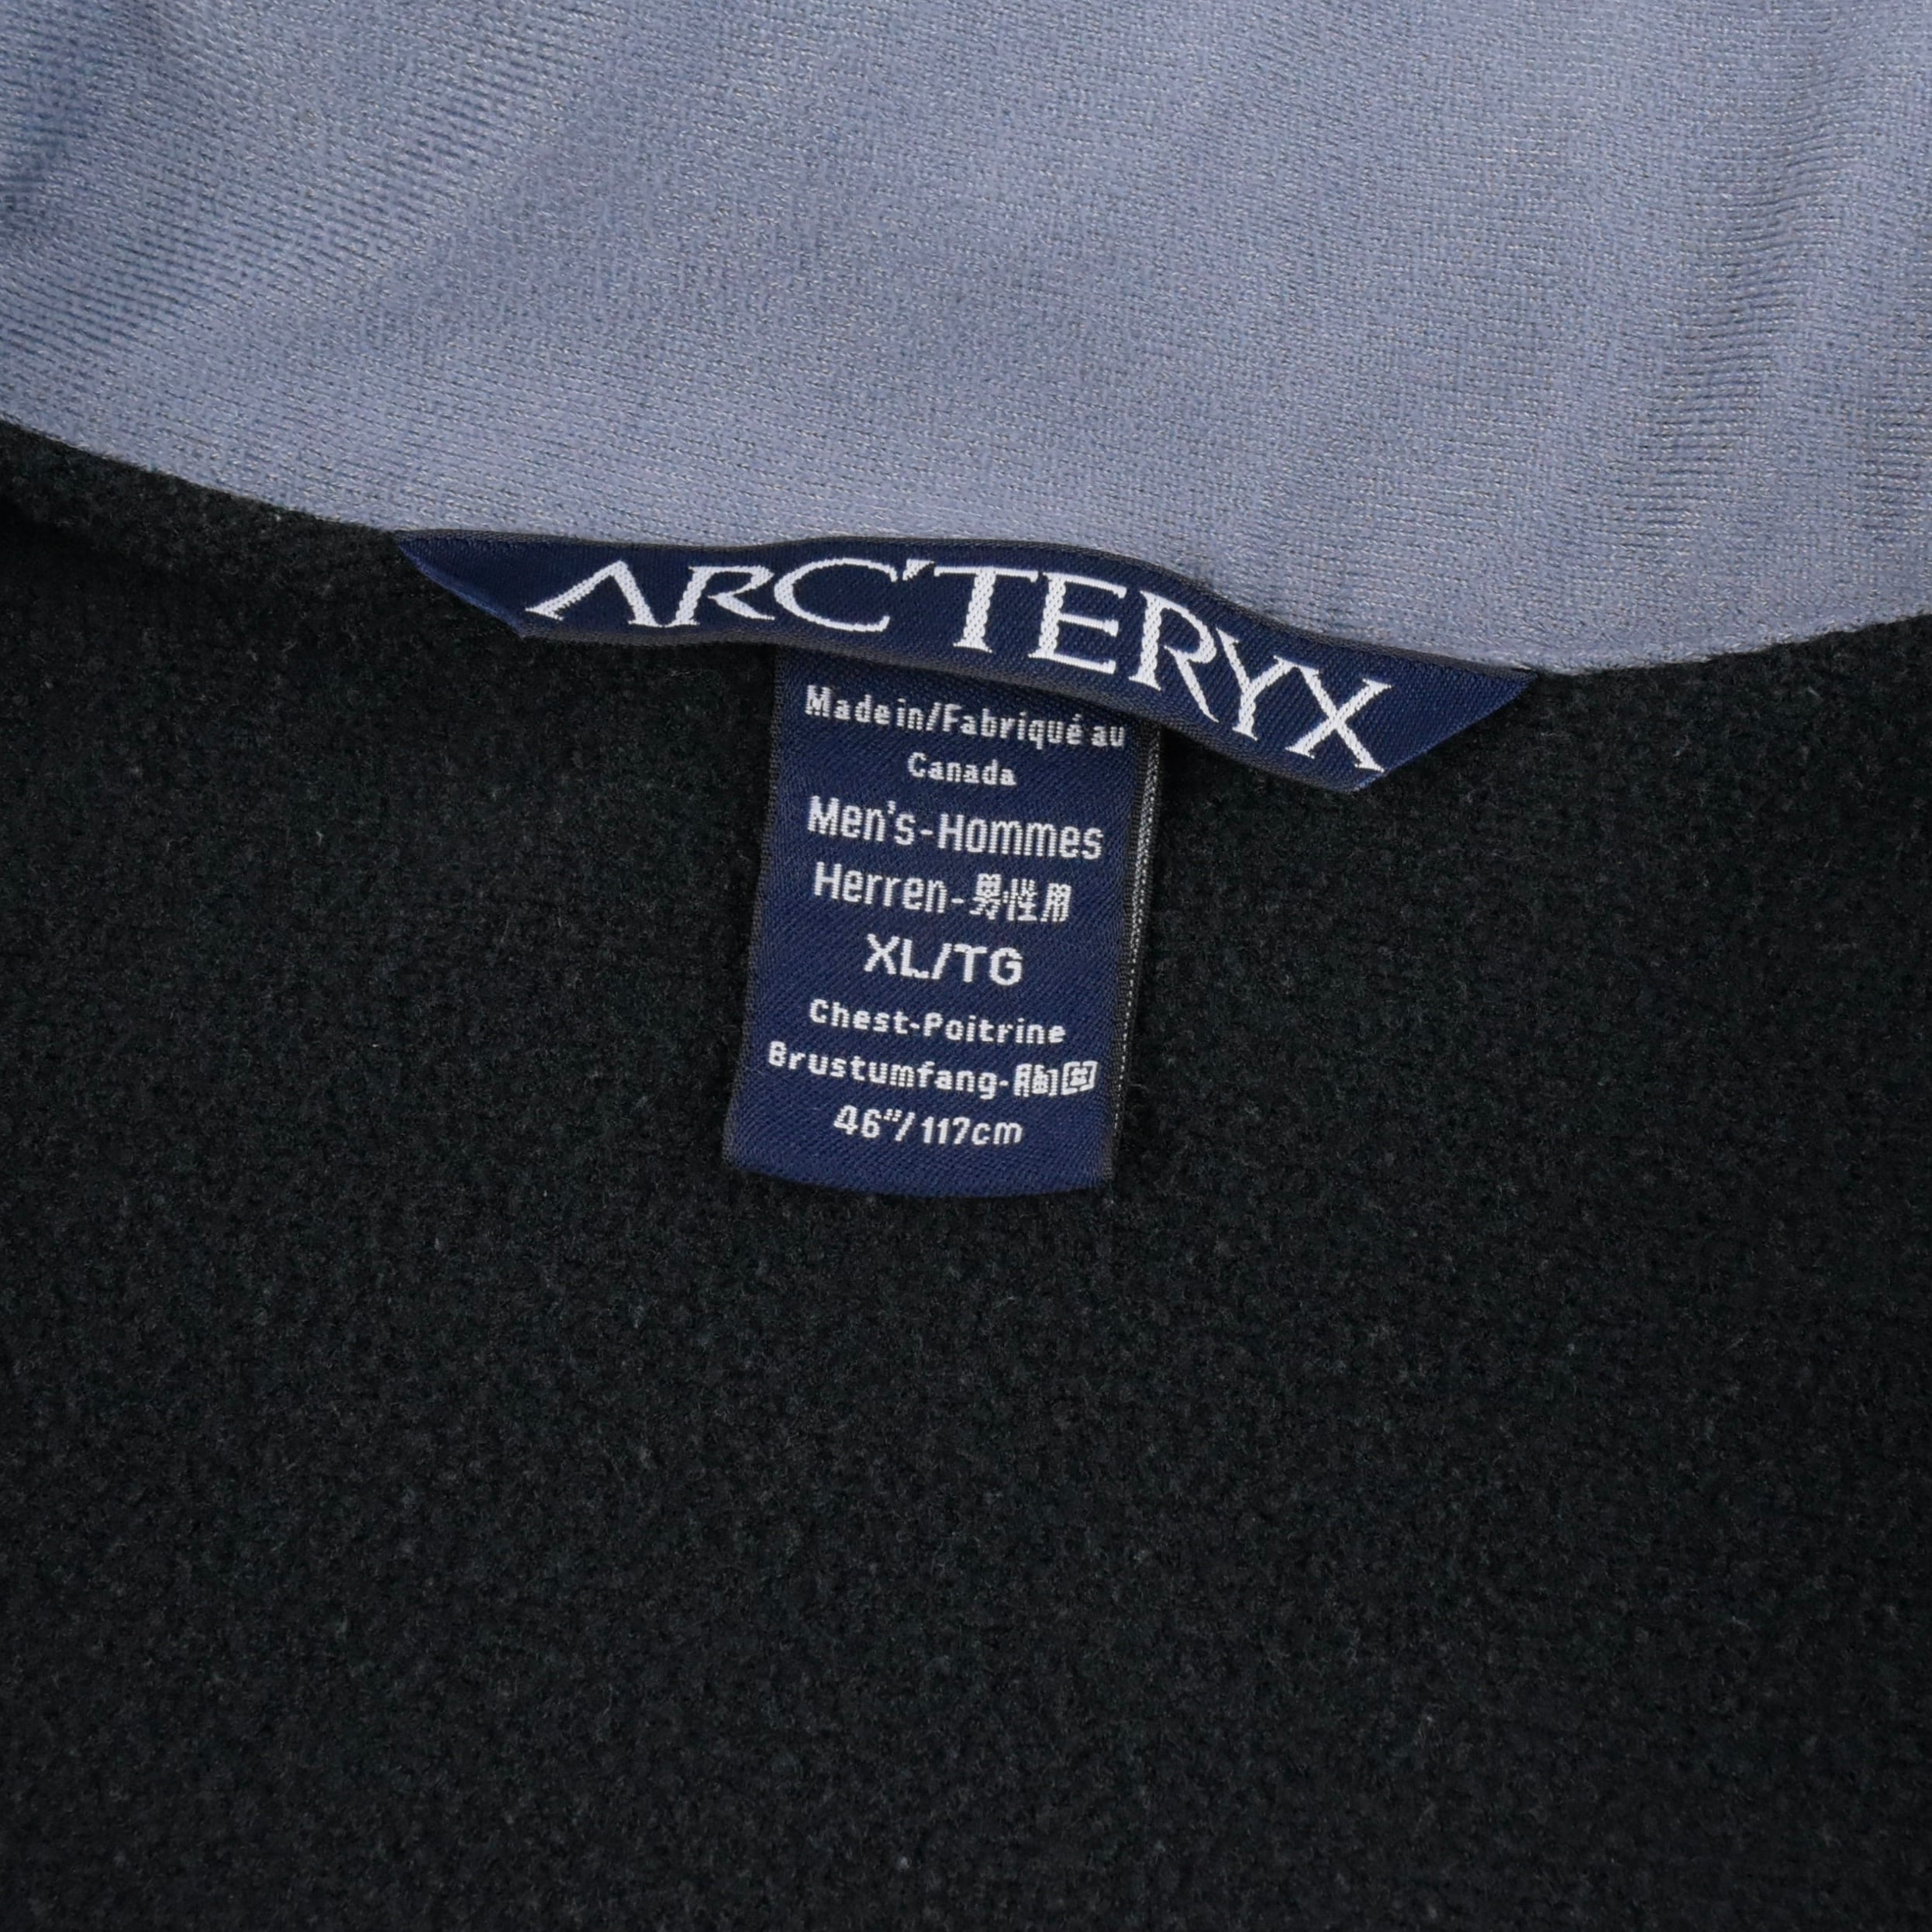 ARC'TERYX
Made in/Fabriqué au
Canada
Men's-Hommes
Herren-男性用
XL/TG
Chest-Poitrine
Brustumfang-胸囲
46"/117cm